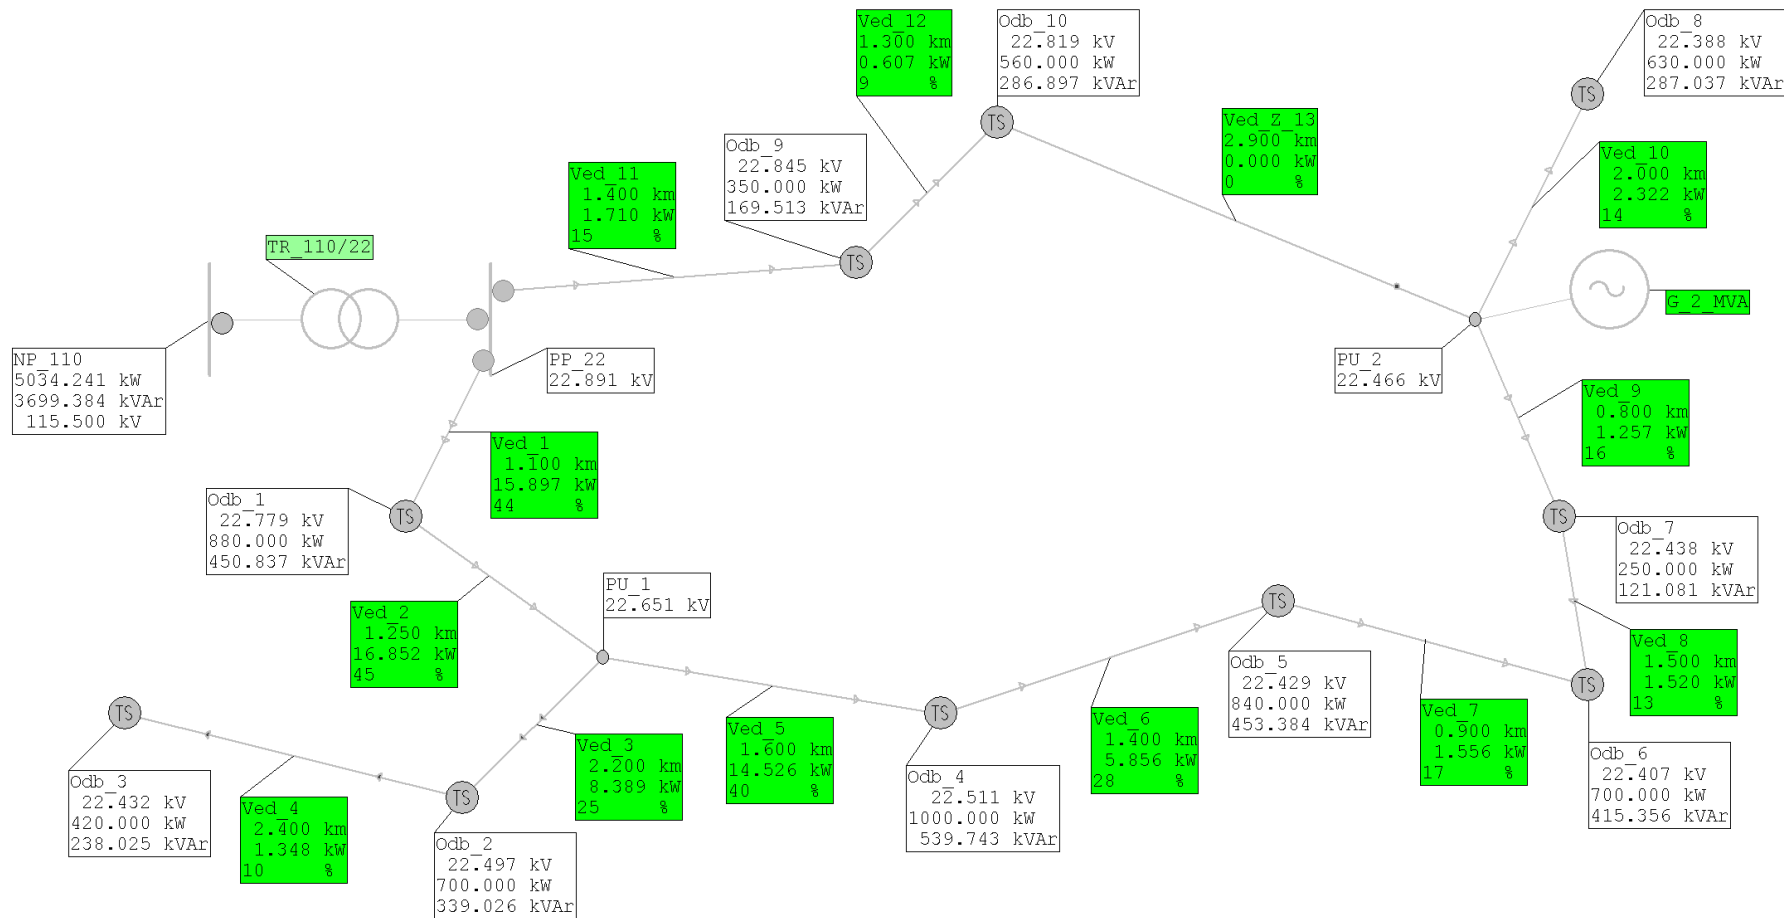 Ved_12
1.300 km
0.607 kW
9 %
Odb_10
22.819 kV
560.000 kW
286.897 kVAr
Odb_8
22.388 kV
630.000 kW
287.037 kVAr
TS
TS
Ved_Z_13
2.900 km
0.000 kW
0 %
Odb_9
22.845 kV
350.000 kW
169.513 kVAr
Ved_10
2.000 km
2.322 kW
14 %
Ved_11
1.400 km
1.710 kW
15 %
TR_110/22
TS
G_2_MVA
NP_110
5034.241 kW
3699.384 kVAr
115.500 kV
PP_22
22.891 kV
PU_2
22.466 kV
Ved_9
0.800 km
1.257 kW
16 %
Ved_1
1.100 km
15.897 kW
44 %
Odb_1
22.779 kV
880.000 kW
450.837 kVAr
TS
TS
Odb_7
22.438 kV
250.000 kW
121.081 kVAr
PU_1
22.651 kV
Ved_2
1.250 km
16.852 kW
45 %
TS
Odb_5
22.429 kV
840.000 kW
453.384 kVAr
Ved_8
1.500 km
1.520 kW
13 %
TS
TS
TS
Ved_5
1.600 km
14.526 kW
40 %
Ved_6
1.400 km
5.856 kW
28 %
Ved_7
0.900 km
1.556 kW
17 %
Ved_3
2.200 km
8.389 kW
25 %
Odb_6
22.407 kV
700.000 kW
415.356 kVAr
Odb_3
22.432 kV
420.000 kW
238.025 kVAr
Ved_4
2.400 km
1.348 kW
10 %
TS
Odb_4
22.511 kV
1000.000 kW
539.743 kVAr
Odb_2
22.497 kV
700.000 kW
339.026 kVAr